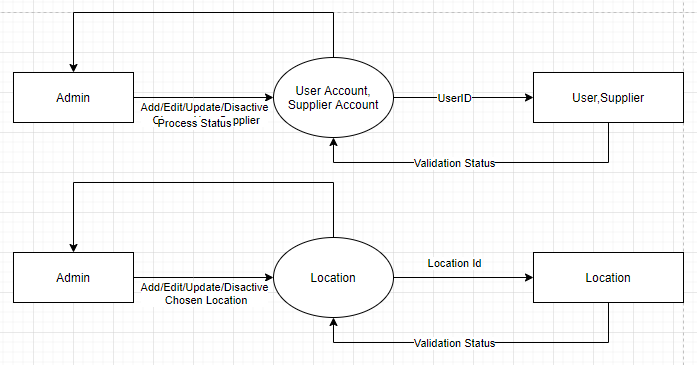 Admin
Add/Edit/Update/Disactive
Process Status
User Account,
Supplier Account
UserID
User,Supplier
Validation Status
Admin
Add/Edit/Update/Disactive
Chosen Location
Location
Location Id
Location
Validation Status